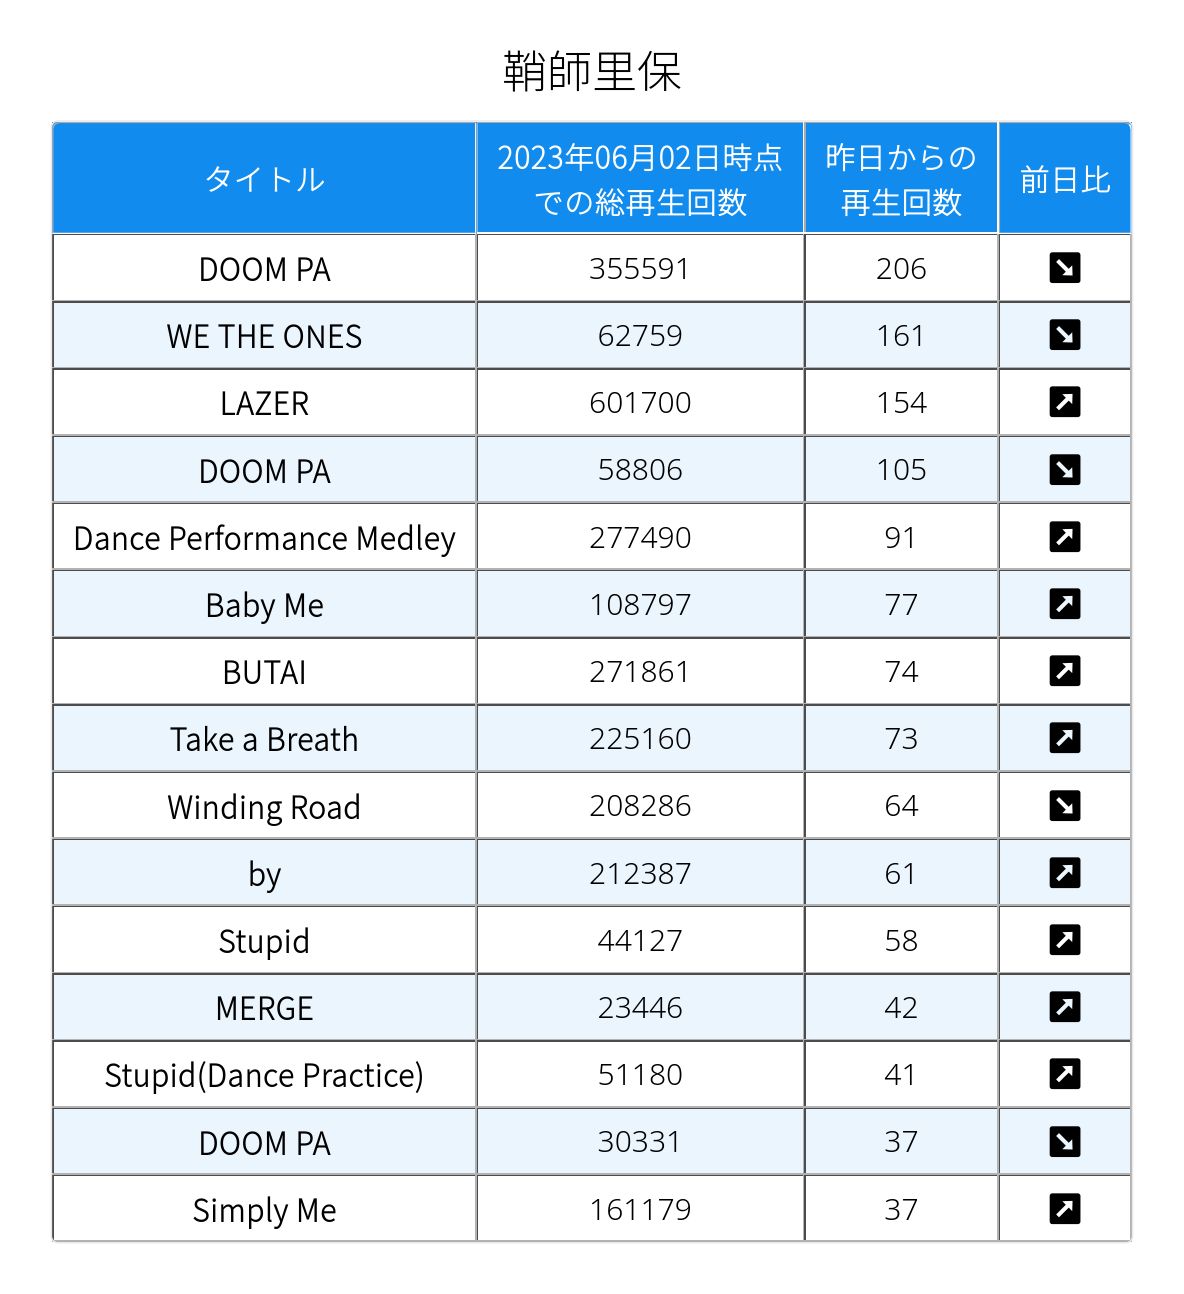 鞘師里保
タイトル 2023年06月02日時点での総再生回数 昨日からの再生回数 前日比
DOOM PA 355591 206 ↘
WE THE ONES 62759 161 ↘
LAZER 601700 154 ↗
DOOM PA 58806 105 ↘
Dance Performance Medley 277490 91 ↗
Baby Me 108797 77 ↗
BUTAI 271861 74 ↗
Take a Breath 225160 73 ↗
Winding Road 208286 64 ↘
by 212387 61 ↗
Stupid 44127 58 ↗
MERGE 23446 42 ↗
Stupid(Dance Practice) 51180 41 ↗
DOOM PA 30331 37 ↘
Simply Me 161179 37 ↗